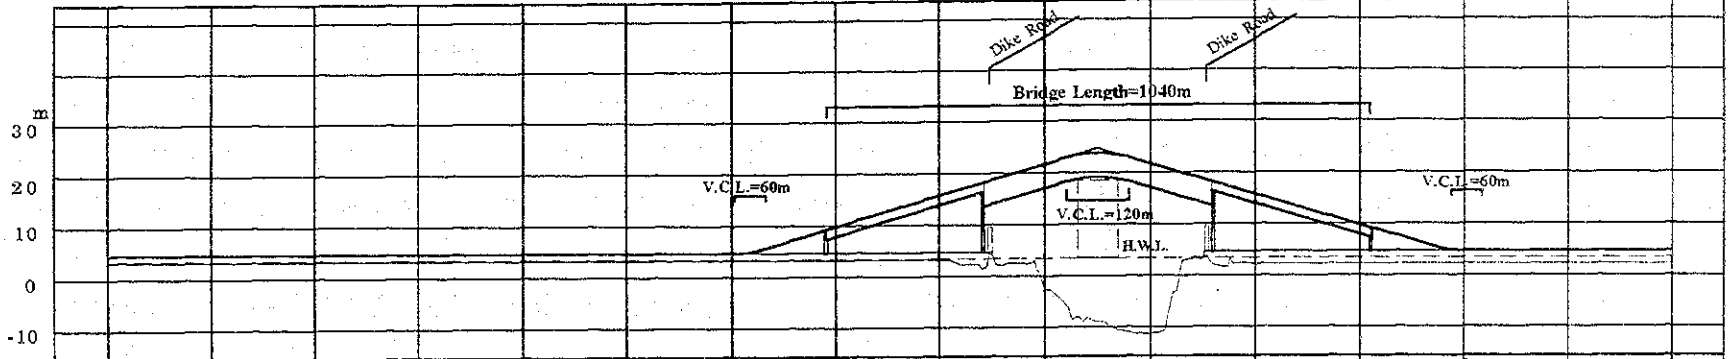 Dike Road
Dike Road
Bridge Length=1040m
m
30
20
10
0
-10
V.C.L.=60m
V.C.L.=120m
H.W.L.
V.C.L.=60m